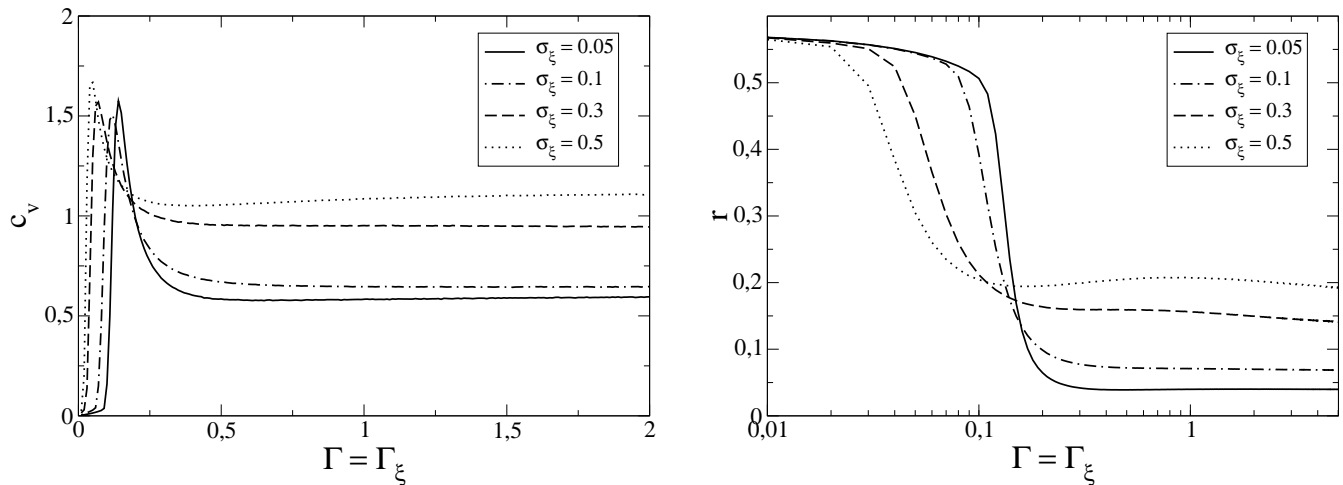 2
1,5
1
0,5
0
c_v
0
0,5
1
1,5
2
Γ = Γ_ξ
σ_ξ = 0.05
σ_ξ = 0.1
σ_ξ = 0.3
σ_ξ = 0.5
0,5
0,4
0,3
0,2
0,1
0
r
0,01
0,1
1
Γ = Γ_ξ
σ_ξ = 0.05
σ_ξ = 0.1
σ_ξ = 0.3
σ_ξ = 0.5